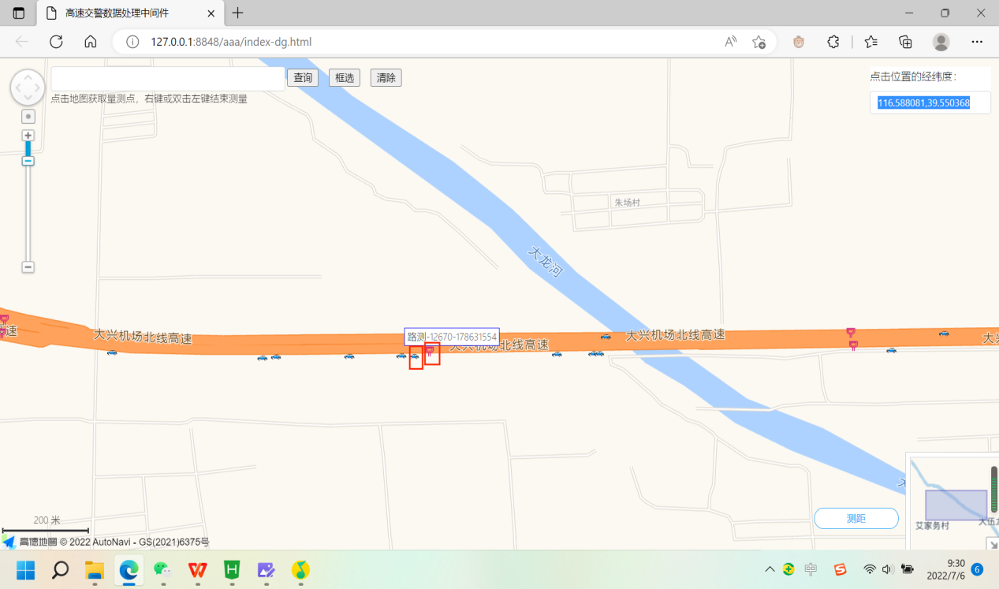 高速交警数据处理中间件
127.0.0.1:8848/aaa/index-dg.html
查询
框选
清除
点击地图获取量测点，右键或双击左键结束测量
点击位置的经纬度：
116.588081,39.550368
朱场村
大龙河
速
大兴机场北线高速
路测-12670-178631554
大兴机场北线高速
大兴机场北线高速
大
测距
艾家务村
大伍龙
200 米
高德地图 © 2022 AutoNavi - GS(2021)6375号
中
9:30
2022/7/6
6